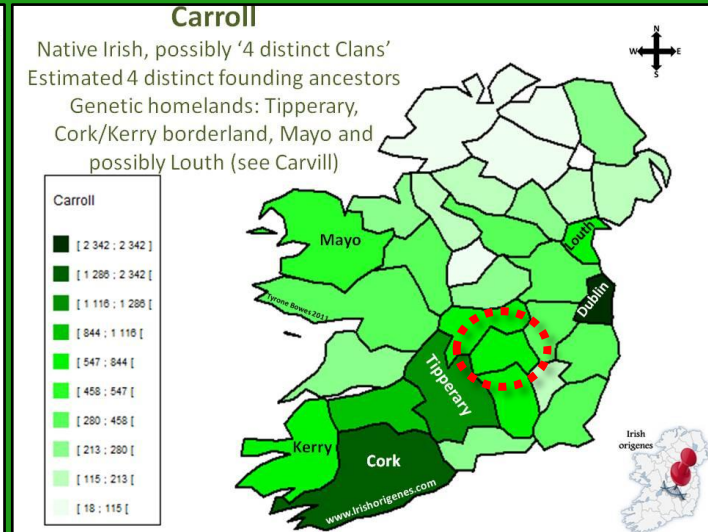 Carroll
Native Irish, possibly ‘4 distinct Clans’
Estimated 4 distinct founding ancestors
Genetic homelands: Tipperary,
Cork/Kerry borderland, Mayo and
possibly Louth (see Carvill)
N
W
E
S
Carroll
[ 2 342 ; 2 342 ]
[ 1 286 ; 2 342 [
[ 1 116 ; 1 286 [
[ 844 ; 1 116 [
[ 547 ; 844 [
[ 458 ; 547 [
[ 280 ; 458 [
[ 213 ; 280 [
[ 115 ; 213 [
[ 18 ; 115 [
Mayo
Louth
Tyrone Bowes 2011
Dublin
Tipperary
Kerry
Cork
www.Irishorigenes.com
Irish
origenes